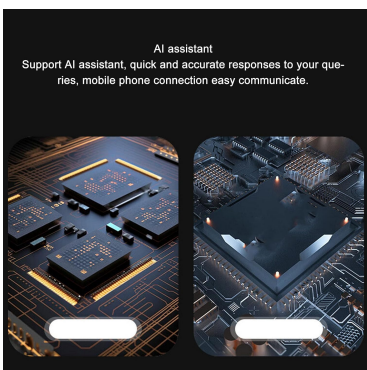 AI assistant
Support AI assistant, quick and accurate responses to your que-
ries, mobile phone connection easy communicate.